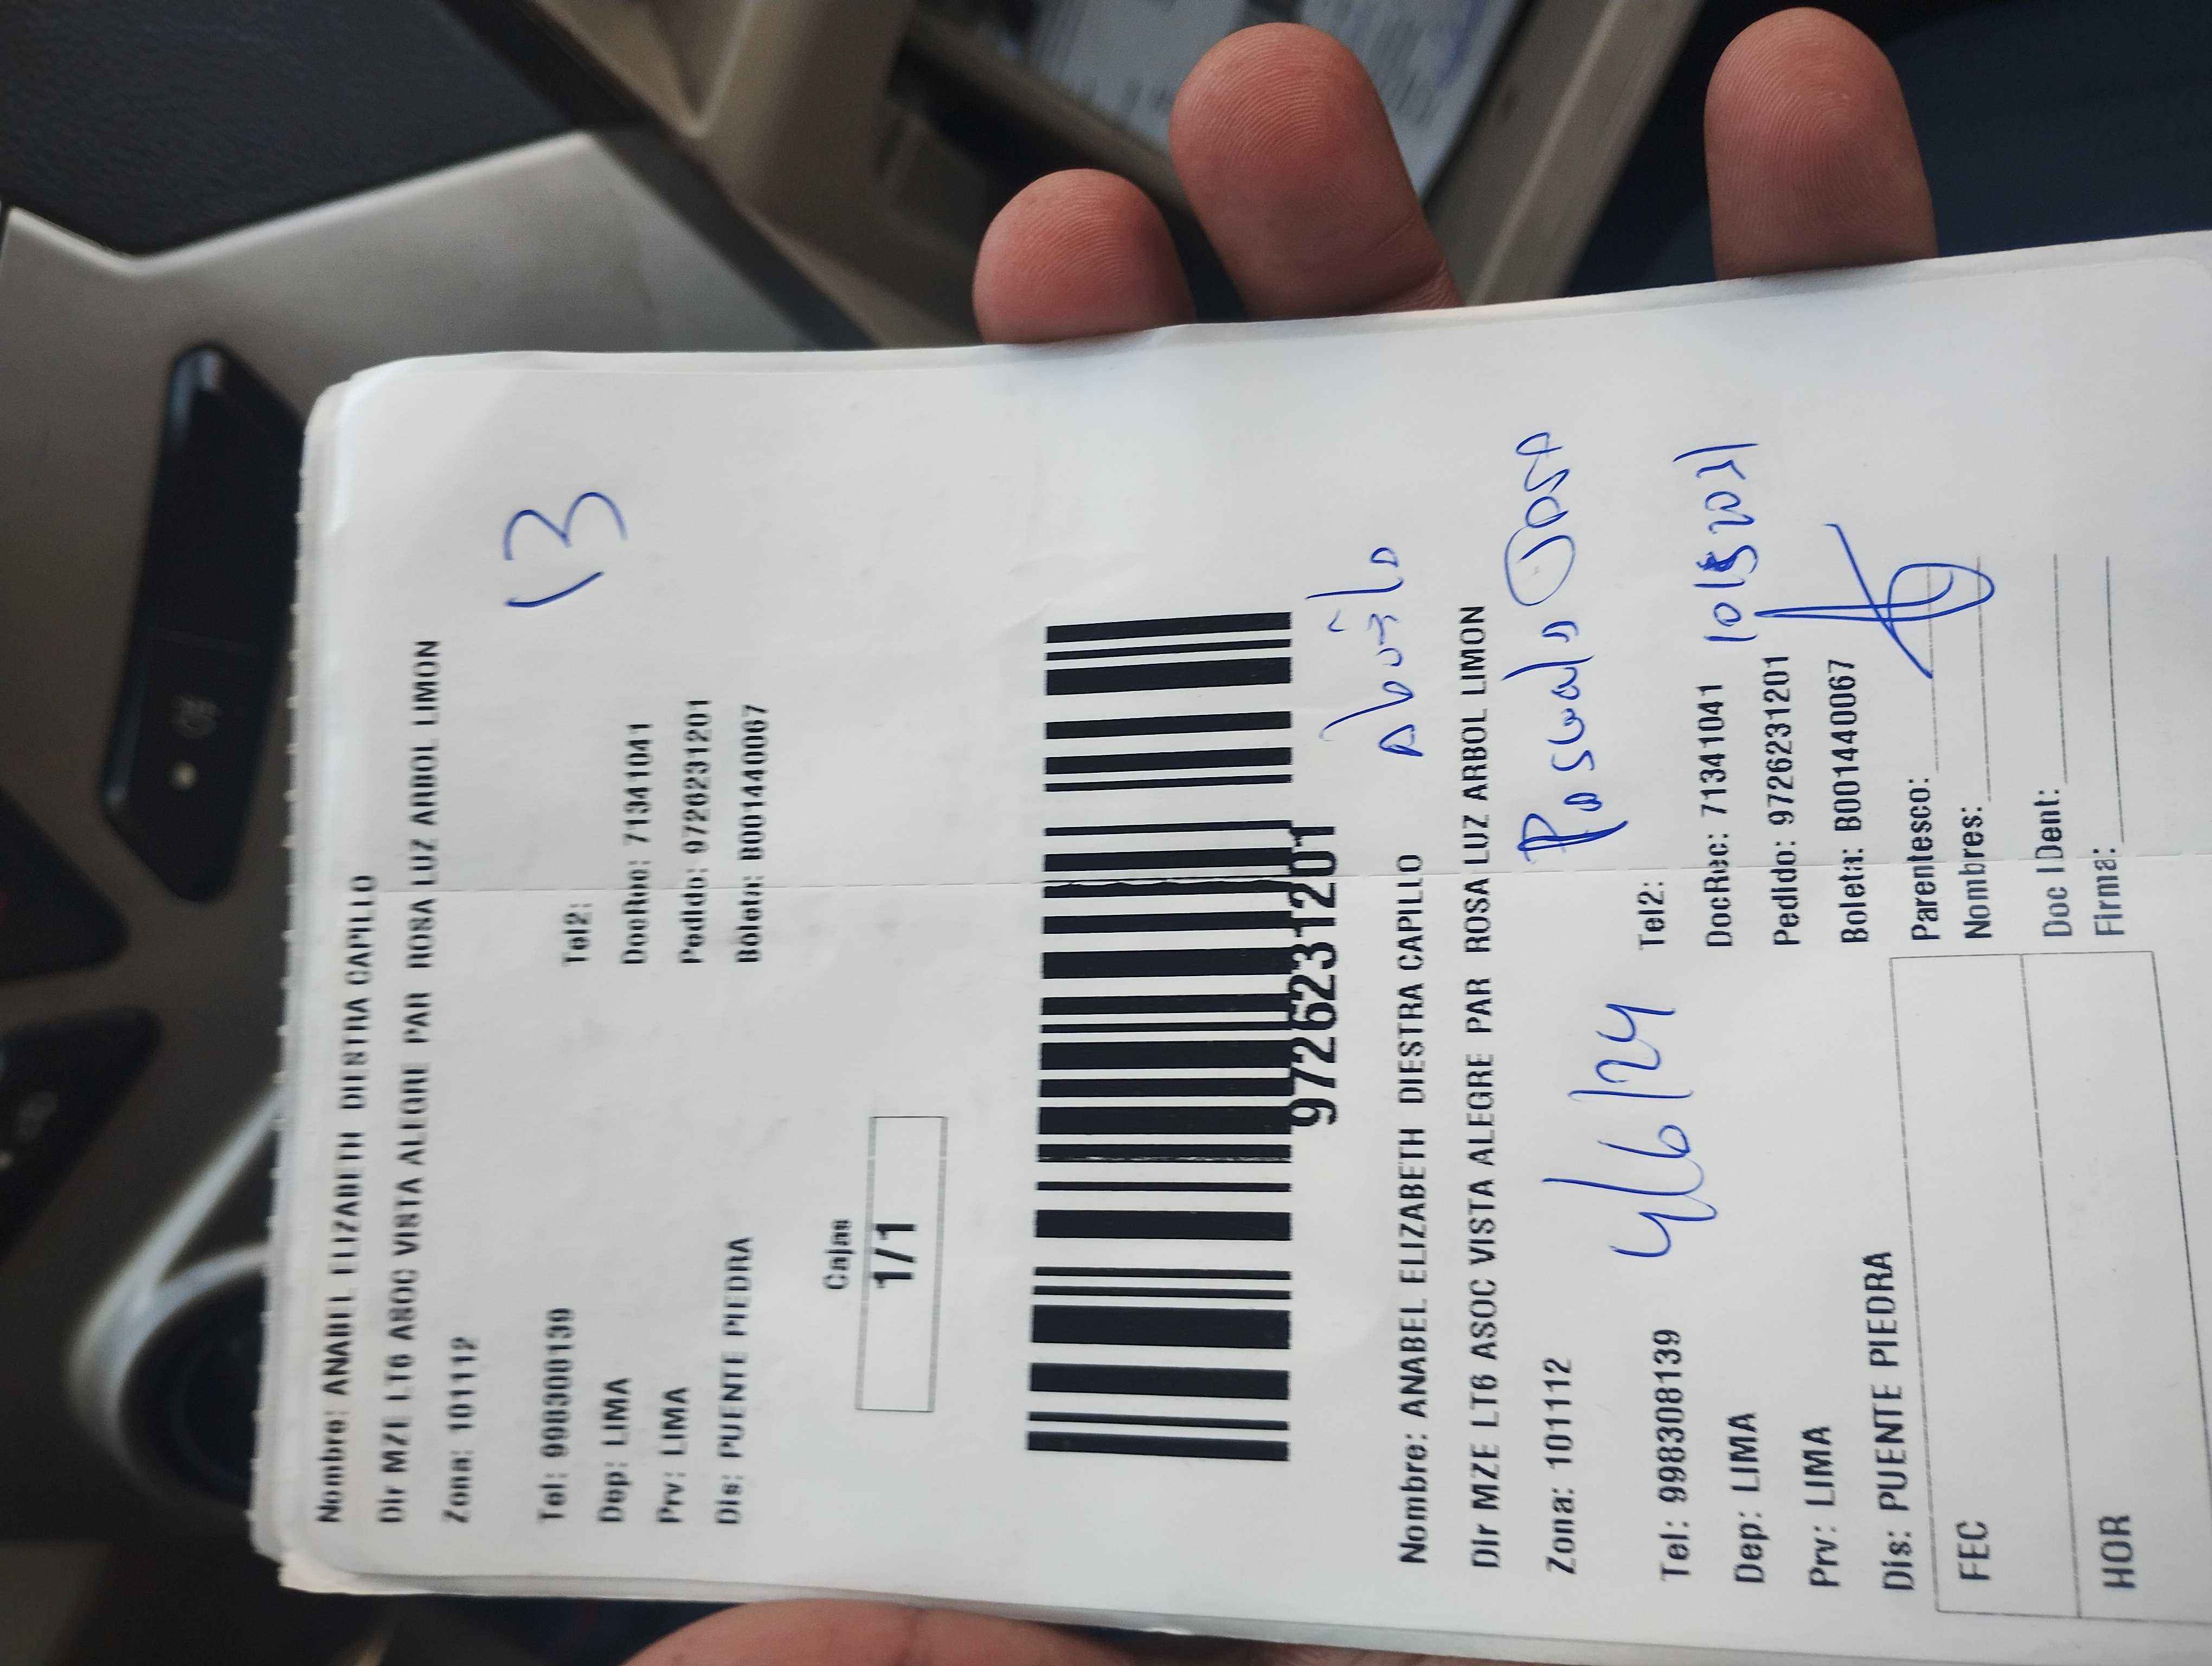 Nombre: ANABEL ELIZABETH DIESTRA CAPILLO
Dir MZE LT6 ASOC VISTA ALEGRE PAR ROSA LUZ ARBOL LIMON
Zona: 101112
13
Tel: 998308139 Tel2:
Dep: LIMA DocRec: 71341041
Prv: LIMA Pedido: 9726231201
Dis: PUENTE PIEDRA Boleta: B001440067
Cajas
1/1
9726231201
Abuelo
Nombre: ANABEL ELIZABETH DIESTRA CAPILLO
Dir MZE LT6 ASOC VISTA ALEGRE PAR ROSA LUZ ARBOL LIMON
Zona: 101112
4/6/24
Tel: 998308139 Tel2:
Dep: LIMA DocRec: 71341041
Prv: LIMA Pedido: 9726231201
Dis: PUENTE PIEDRA Boleta: B001440067
Parentesco:
FEC Nombres:
Doc IDent:
HOR Firma: